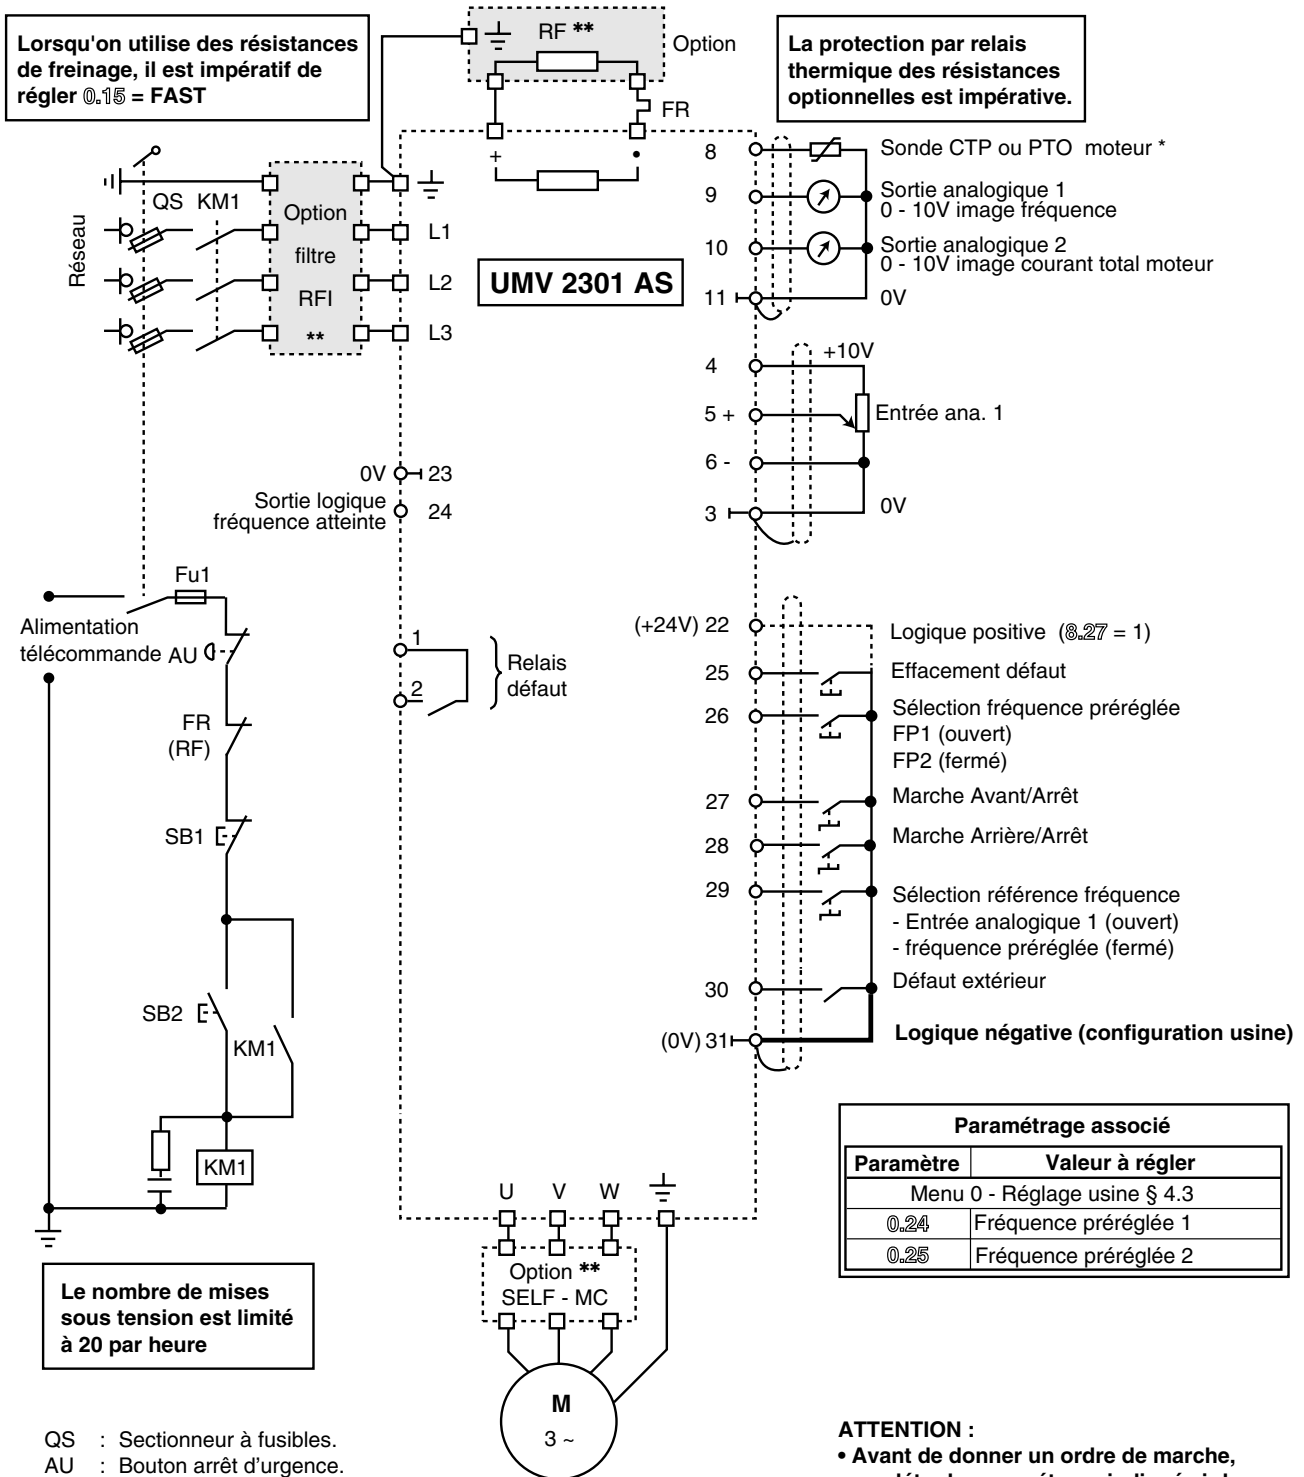 Lorsqu'on utilise des résistances
de freinage, il est impératif de
régler 0.15 = FAST
RF **
Option
La protection par relais
thermique des résistances
optionnelles est impérative.
FR
+
•
8
Sonde CTP ou PTO moteur *
9
Sortie analogique 1
0 - 10V image fréquence
10
Sortie analogique 2
0 - 10V image courant total moteur
11
0V
Réseau
QS
KM1
Option
filtre
RFI
**
L1
L2
L3
UMV 2301 AS
4
+10V
5 +
Entrée ana. 1
6 -
3
0V
0V
23
Sortie logique
fréquence atteinte
24
Fu1
Alimentation
télécommande
AU
FR
(RF)
SB1
SB2
KM1
KM1
1
2
Relais
défaut
(+24V) 22
Logique positive (8.27 = 1)
25
Effacement défaut
26
Sélection fréquence préréglée
FP1 (ouvert)
FP2 (fermé)
27
Marche Avant/Arrêt
28
Marche Arrière/Arrêt
29
Sélection référence fréquence
- Entrée analogique 1 (ouvert)
- fréquence préréglée (fermé)
30
Défaut extérieur
(0V) 31
Logique négative (configuration usine)
Paramétrage associé
Paramètre Valeur à régler
Menu 0 - Réglage usine § 4.3
0.24 Fréquence préréglée 1
0.25 Fréquence préréglée 2
U V W
Option **
SELF - MC
M
3 ~
Le nombre de mises
sous tension est limité
à 20 par heure
QS : Sectionneur à fusibles.
AU : Bouton arrêt d'urgence.
ATTENTION :
• Avant de donner un ordre de marche,